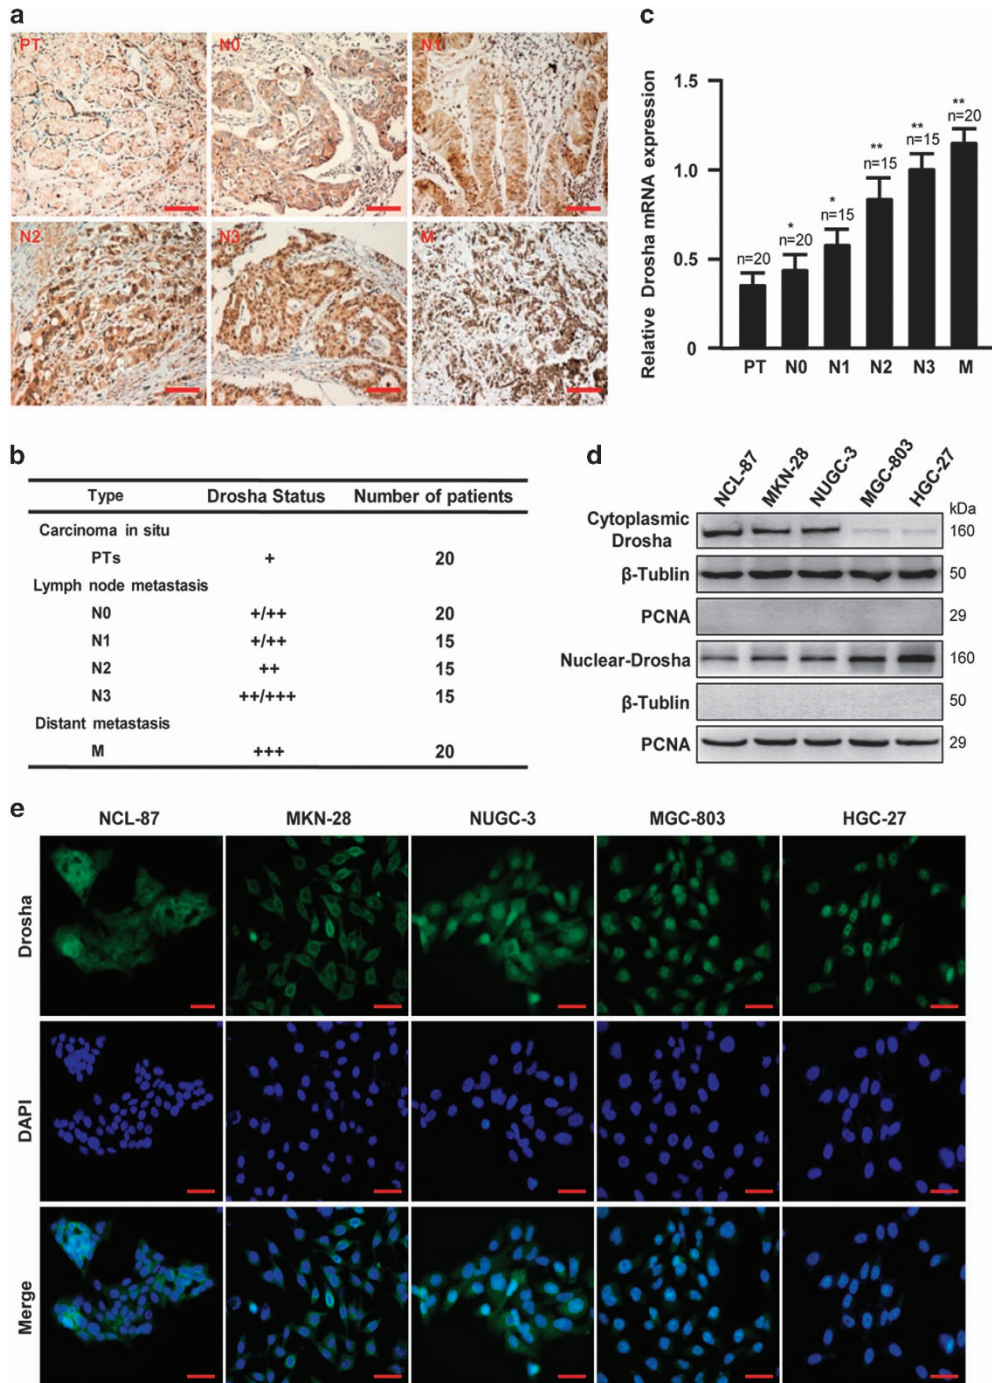 a
PT
N0
N1
N2
N3
M
c
Relative Drosha mRNA expression
1.5
1.0
0.5
0
n=20
*
n=20
*
n=15
**
n=15
**
n=15
**
n=20
PT N0 N1 N2 N3 M
b
Type Drosha Status Number of patients
Carcinoma in situ
PTs + 20
Lymph node metastasis
N0 +/++ 20
N1 +/++ 15
N2 ++ 15
N3 ++/+++ 15
Distant metastasis
M +++ 20
d
NCL-87 MKN-28 NUGC-3 MGC-803 HGC-27
kDa
Cytoplasmic
Drosha 160
β-Tublin 50
PCNA 29
Nuclear-Drosha 160
β-Tublin 50
PCNA 29
e
NCL-87 MKN-28 NUGC-3 MGC-803 HGC-27
Drosha
DAPI
Merge